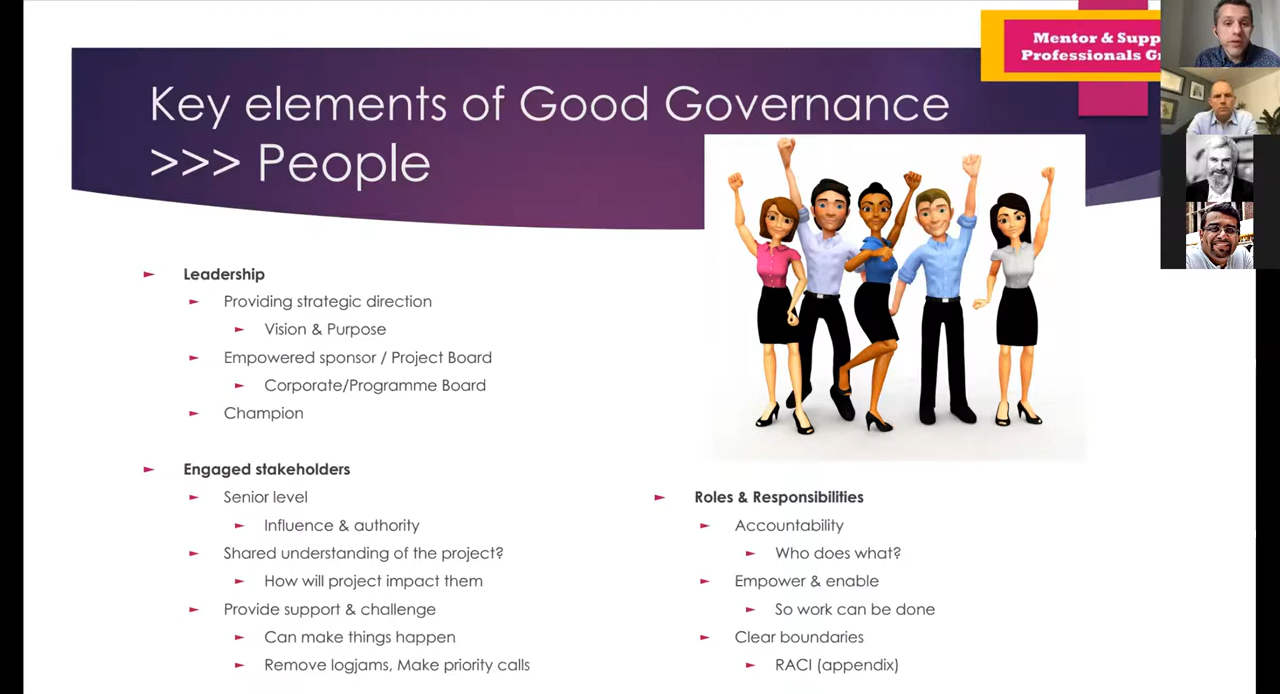 Key elements of Good Governance
>>> People
Mentor & Supp
Professionals G
Leadership
Providing strategic direction
Vision & Purpose
Empowered sponsor / Project Board
Corporate/Programme Board
Champion
Engaged stakeholders
Senior level
Influence & authority
Shared understanding of the project?
How will project impact them
Provide support & challenge
Can make things happen
Remove logjams, Make priority calls
Roles & Responsibilities
Accountability
Who does what?
Empower & enable
So work can be done
Clear boundaries
RACI (appendix)